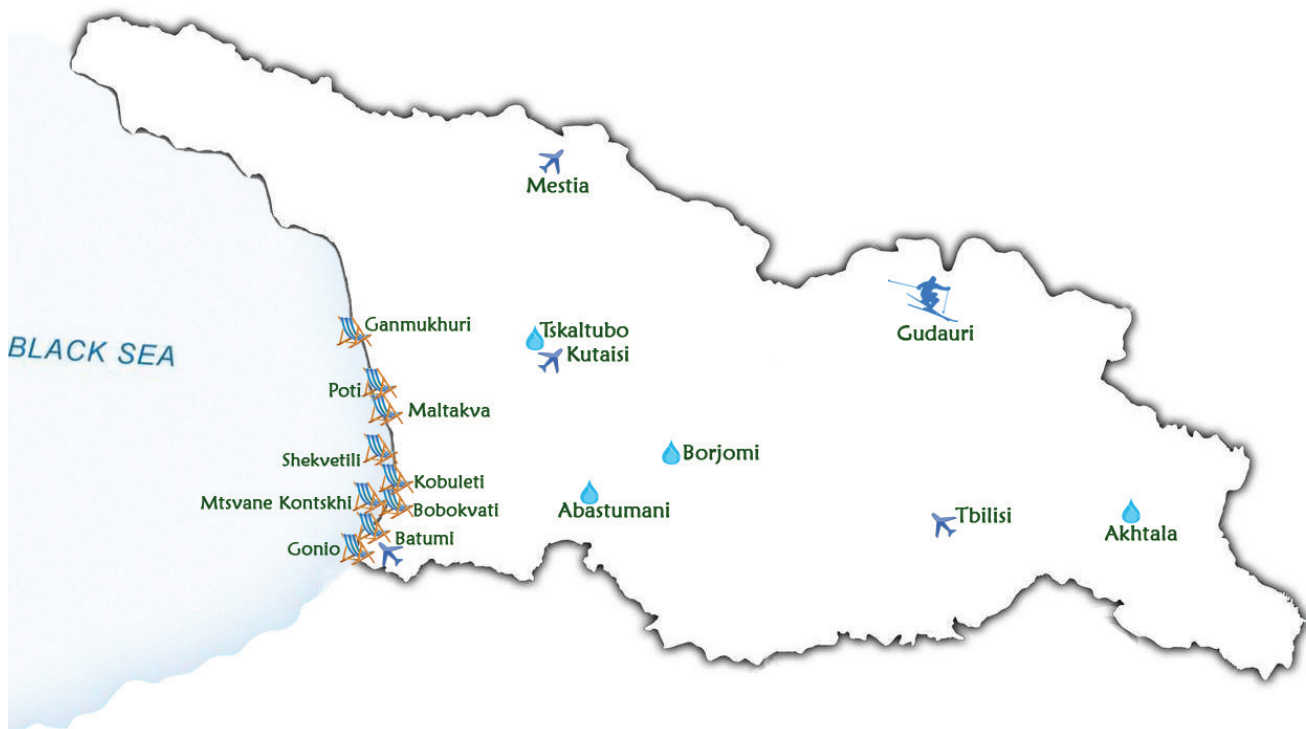 Mestia
Ganmukhuri
Tskaltubo
Gudauri
BLACK SEA
Kutaisi
Poti
Maltakva
Shekvetili
Borjomi
Kobuleti
Mtsvane Kontskhi
Bobokvati
Abastumani
Tbilisi
Akhtala
Batumi
Gonio